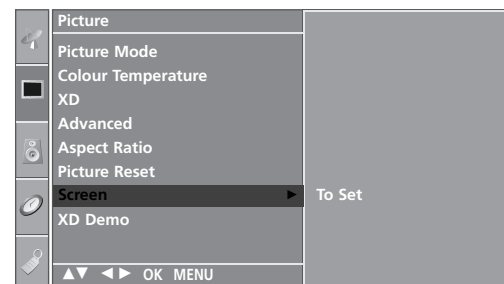 Picture
Picture Mode
Colour Temperature
XD
Advanced
Aspect Ratio
Picture Reset
Screen ► To Set
XD Demo
▲▼ ◄► OK MENU